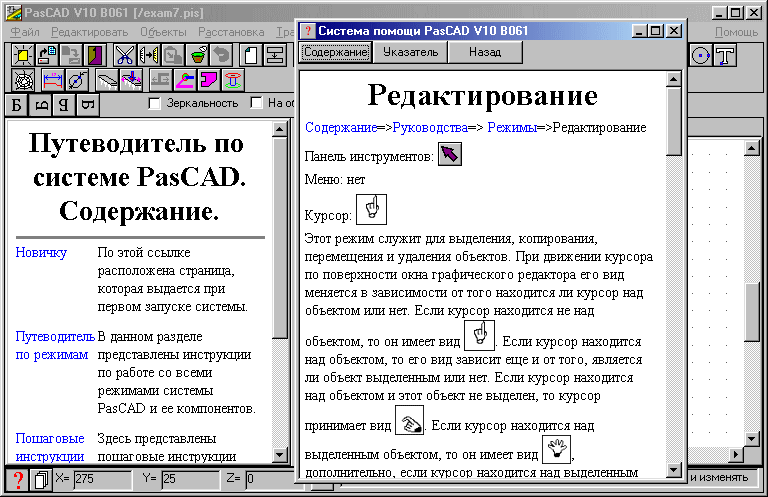 PasCAD V10 B061 [/exam7.pis]
Файл Редактировать Объекты Расстановка
Помощь
Зеркальность
На об
Путеводитель по
системе PasCAD.
Содержание.
Новичку По этой ссылке
расположена страница,
которая выдается при
первом запуске системы.
Путеводитель В данном разделе
по режимам представлены инструкции
по работе со всеми
режимами системы
PasCAD и ее компонентов.
Пошаговые Здесь представлены
инструкции пошаговые инструкции
X= 275 Y= 25 Z= 0
и изменять
Система помощи PasCAD V10 B061
Содержание Указатель Назад
Редактирование
Содержание=>Руководства=> Режимы=>Редактирование
Панель инструментов:
Меню: нет
Курсор:
Этот режим служит для выделения, копирования,
перемещения и удаления объектов. При движении курсора
по поверхности окна графического редактора его вид
меняется в зависимости от того находится ли курсор над
объектом или нет. Если курсор находится не над
объектом, то он имеет вид . Если курсор находится
над объектом, то его вид зависит еще и от того, является
ли объект выделенным или нет. Если курсор находится
над объектом и этот объект не выделен, то курсор
принимает вид . Если курсор находится над
выделенным объектом, то он имеет вид ,
дополнительно, если курсор находится над выделенным